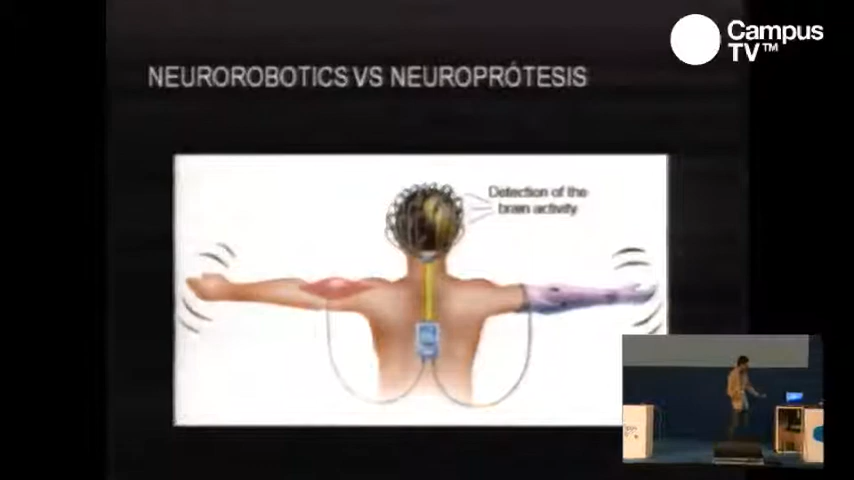 Campus
TV™
NEUROROBOTICS VS NEUROPRÓTESIS
Detection of the
brain activity